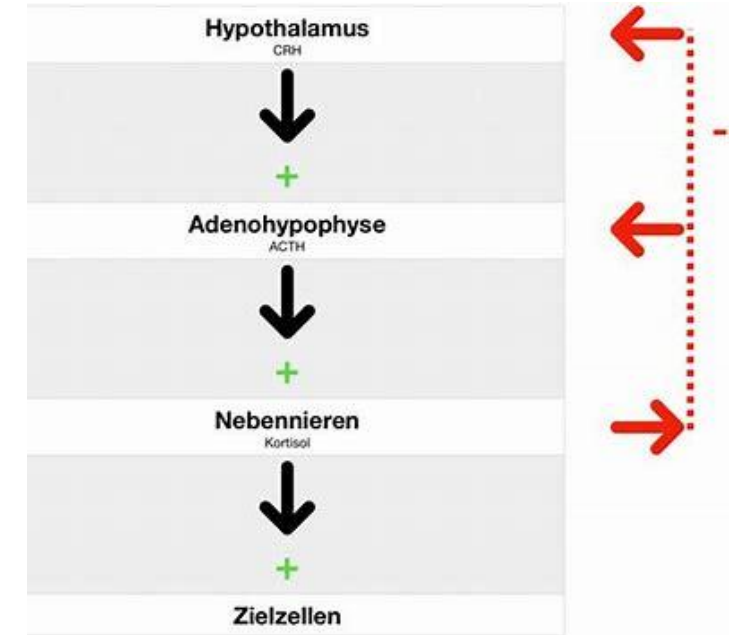 Hypothalamus
CRH
+
-
Adenohypophyse
ACTH
+
Nebennieren
Kortisol
+
Zielzellen